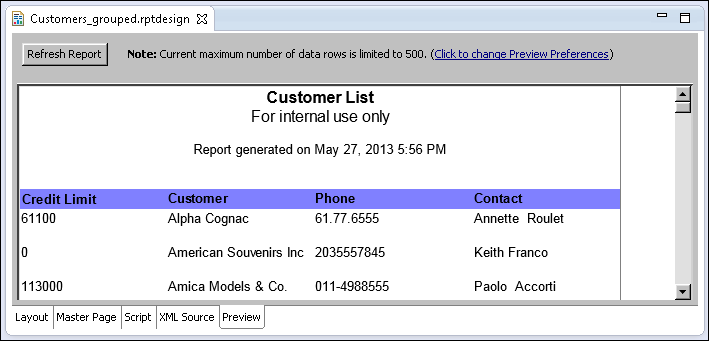 Customers_grouped.rptdesign
Refresh Report Note: Current maximum number of data rows is limited to 500. (Click to change Preview Preferences)
Customer List
For internal use only
Report generated on May 27, 2013 5:56 PM
Credit Limit Customer Phone Contact
61100 Alpha Cognac 61.77.6555 Annette  Roulet
0 American Souvenirs Inc 2035557845 Keith Franco
113000 Amica Models & Co. 011-4988555 Paolo  Accorti
Layout Master Page Script XML Source Preview